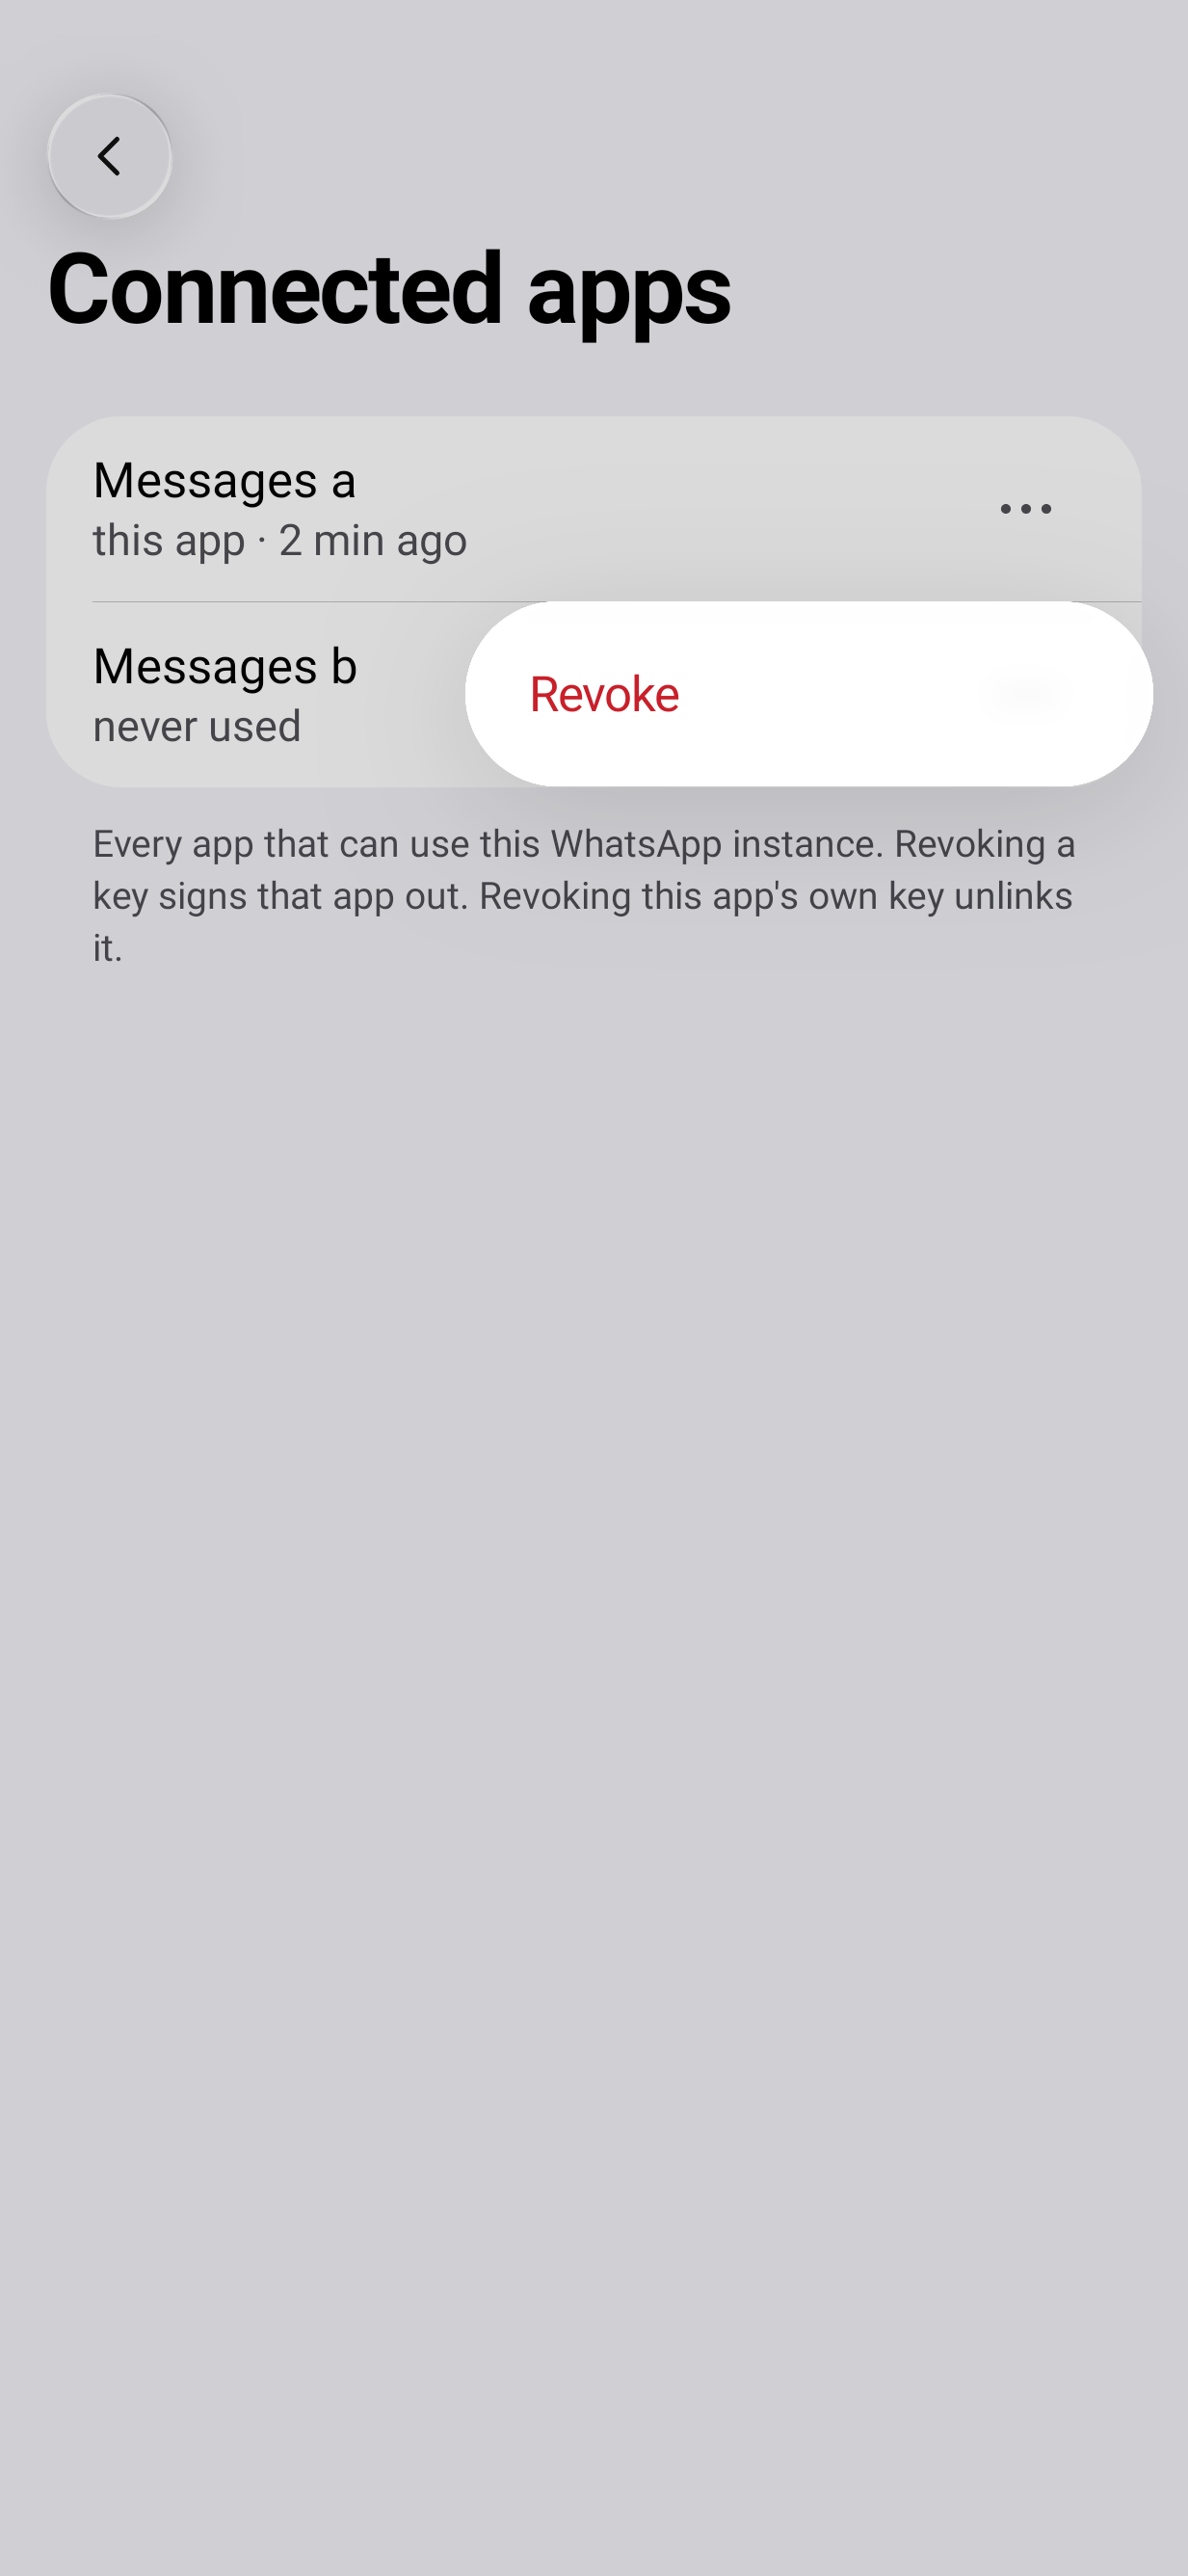 Connected apps
Messages a
this app · 2 min ago
Messages b
never used
Revoke
Every app that can use this WhatsApp instance. Revoking a
key signs that app out. Revoking this app's own key unlinks
it.